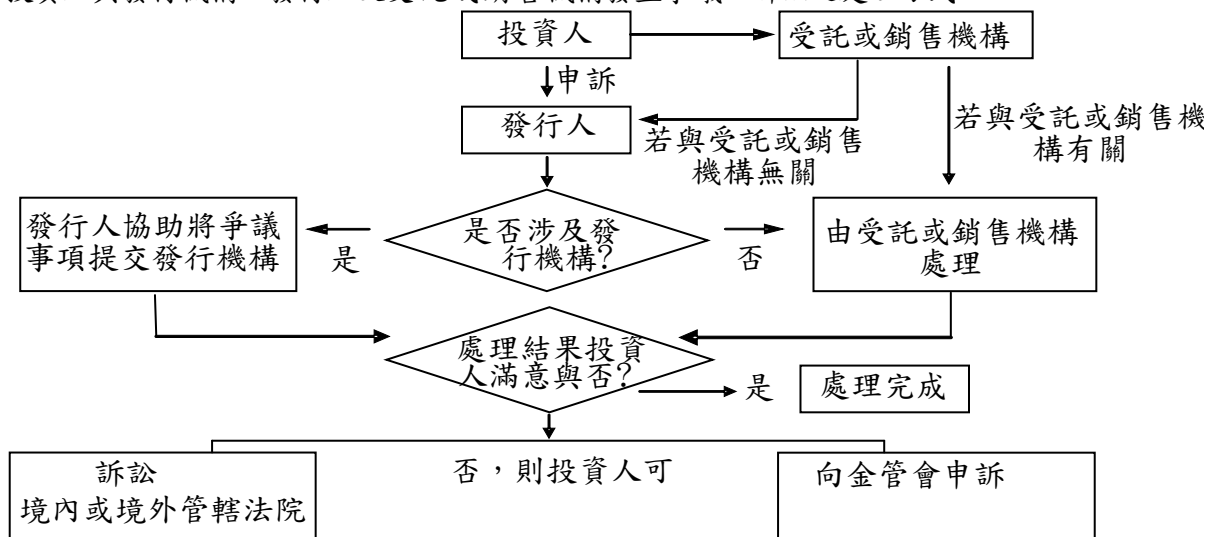 投資人
受託或銷售機構
申訴
發行人
若與受託或銷售
機構無關
若與受託或銷售機
構有關
發行人協助將爭議
事項提交發行機構
是
是否涉及發
行機構?
否
由受託或銷售機構
處理
處理結果投資
人滿意與否?
是
處理完成
訴訟
境內或境外管轄法院
否，則投資人可
向金管會申訴